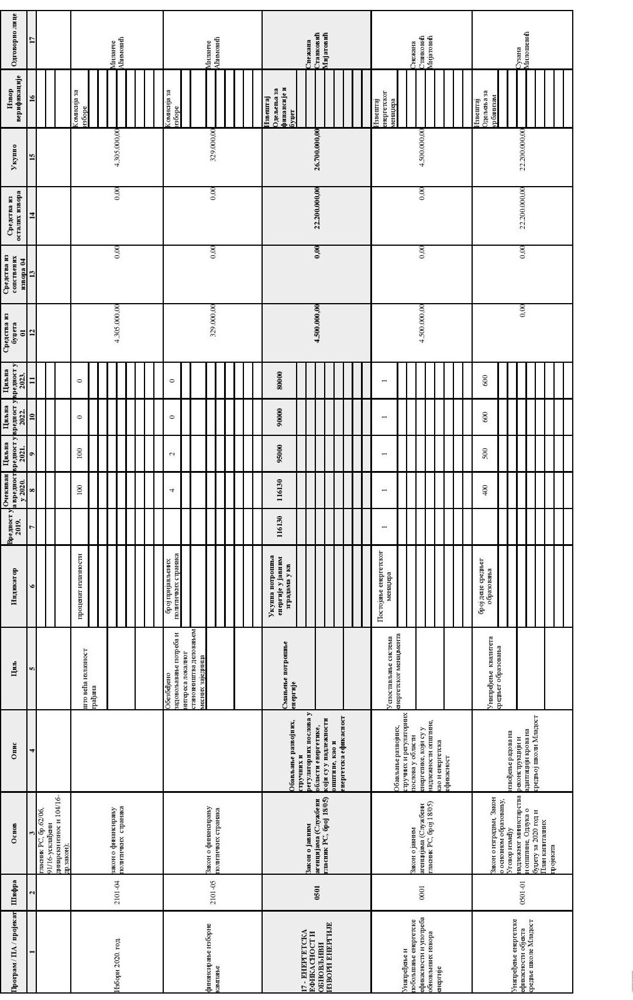 Програм / ПА / пројекат
Шифра
Основ
Опис
Циљ
Индикатор
Вредност у
2019.
Очекиван
а вредност
у 2020.
Циљна
вредност у
2021.
Циљна
вредност у
2022.
Циљна
вредност у
2023.
Средства из
буџета
01
Средства из
сопствених
извора 04
Средства из
осталих извора
Укупно
Извор
верификације
Одговорно лице
1
2
3
4
5
6
7
8
9
10
11
12
13
14
15
16
17
гласник РС, бр.62/06,
91/16-усклађени
динарски износ и 104/16-
др.закон);
Избори 2020. год.
2101-04
закон о финансирању
политичких странака
што већа излазност
грађана
проценат излазности
100
100
0
0
4.305.000,00
0,00
0,00
4.305.000,00
Комисија за
изборе
Миланче
Аћимовић
финансирање изборне
кампање
2101-05
Закон о финансирању
политичких странака
Обезбеђено
задовољавање потреба и
интереса локалног
становништва деловањем
месних заједница
број пријављених
политичких странака
4
2
0
0
329.000,00
0,00
0,00
329.000,00
Комисија за
изборе
Миланче
Аћимовић
17 - ЕНЕРГЕТСКА
ЕФИКАСНОСТ И
ОБНОВЉИВИ
ИЗВОРИ ЕНЕРГИЈЕ
0501
Закон о јавним
агенцијама (Службени
гласник РС, број 18/05)
Обављање развојних,
стручних и
регулаторних послова у
области енергетике,
који су у надлежности
општине, као и
енергетска ефикасност
Смањење потрошње
енергије
Укупна потрошња
енергије у јавним
зградама у кв
116130
116130
95000
90000
80000
4.500.000,00
0,00
22.200.000,00
26.700.000,00
Извештај
Одељења за
финансије и
буџет
Снежана
Станковић
Мијатовић
Унапређење и
побољшање енергетске
ефикасности и употреба
обновљивих извора
енергије
0001
Закон о јавним
агенцијама (Службени
гласник РС, број 18/05)
Обављање развојних,
стручних и регулаторних
послова у области
енергетике, који су у
надлежности општине,
као и енергетска
ефикасност
Успостављање система
енергетског менаџмента
Постојање енергетског
менаџера
1
1
1
1
1
4.500.000,00
0,00
0,00
4.500.000,00
Извештај
енергетског
менаџера
Снежана
Станковић
Мијатовић
Унапређење енергетске
ефикасности објекта
средње школе Младост
0501-01
Закон о изградњи, Закон
о основном образовању,
Уговор између
надлежног министарства
и општине, Одлука о
буџету за 2020 год и
План капиталних
пројеката
извођење радова на
реконструкцији и
адаптацији крова на
средњој школи Младост
Унапређење квалитета
средњег образовања
број деце средњег
образовања
400
500
600
600
0,00
0,00
22.200.000,00
22.200.000,00
Извештај
Одељења за
урбанизам
Сузана
Милошевић